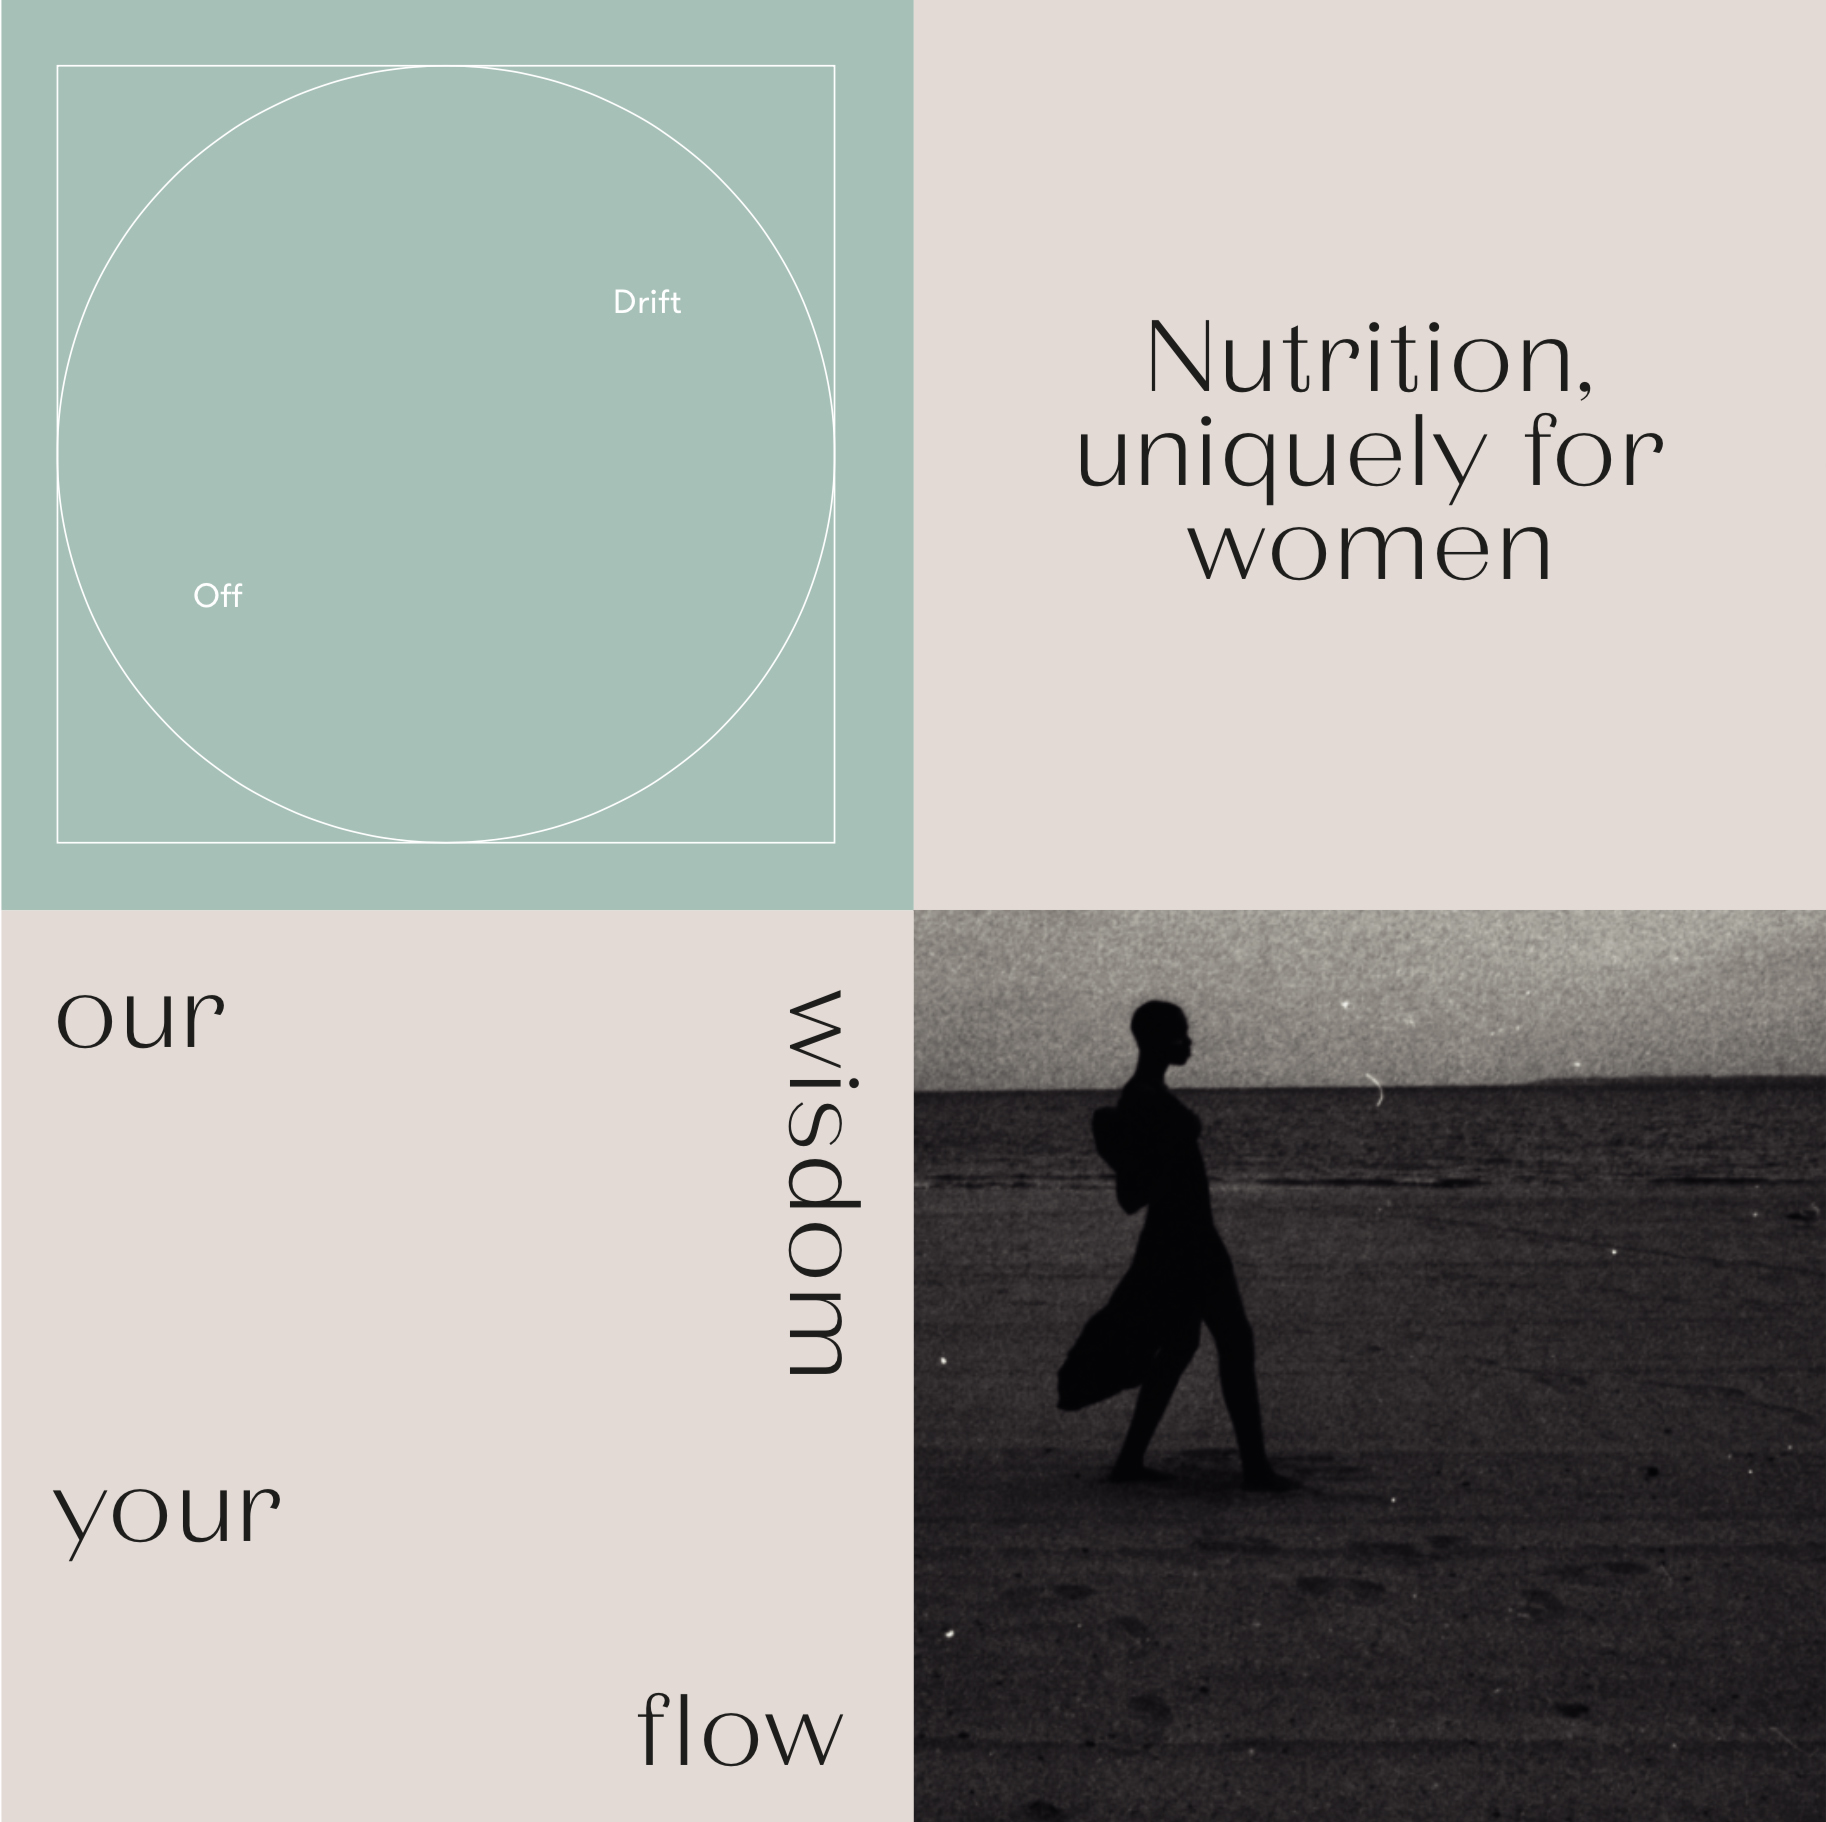 Drift
Off
Nutrition,
uniquely for
women
our
wisdom
your
flow